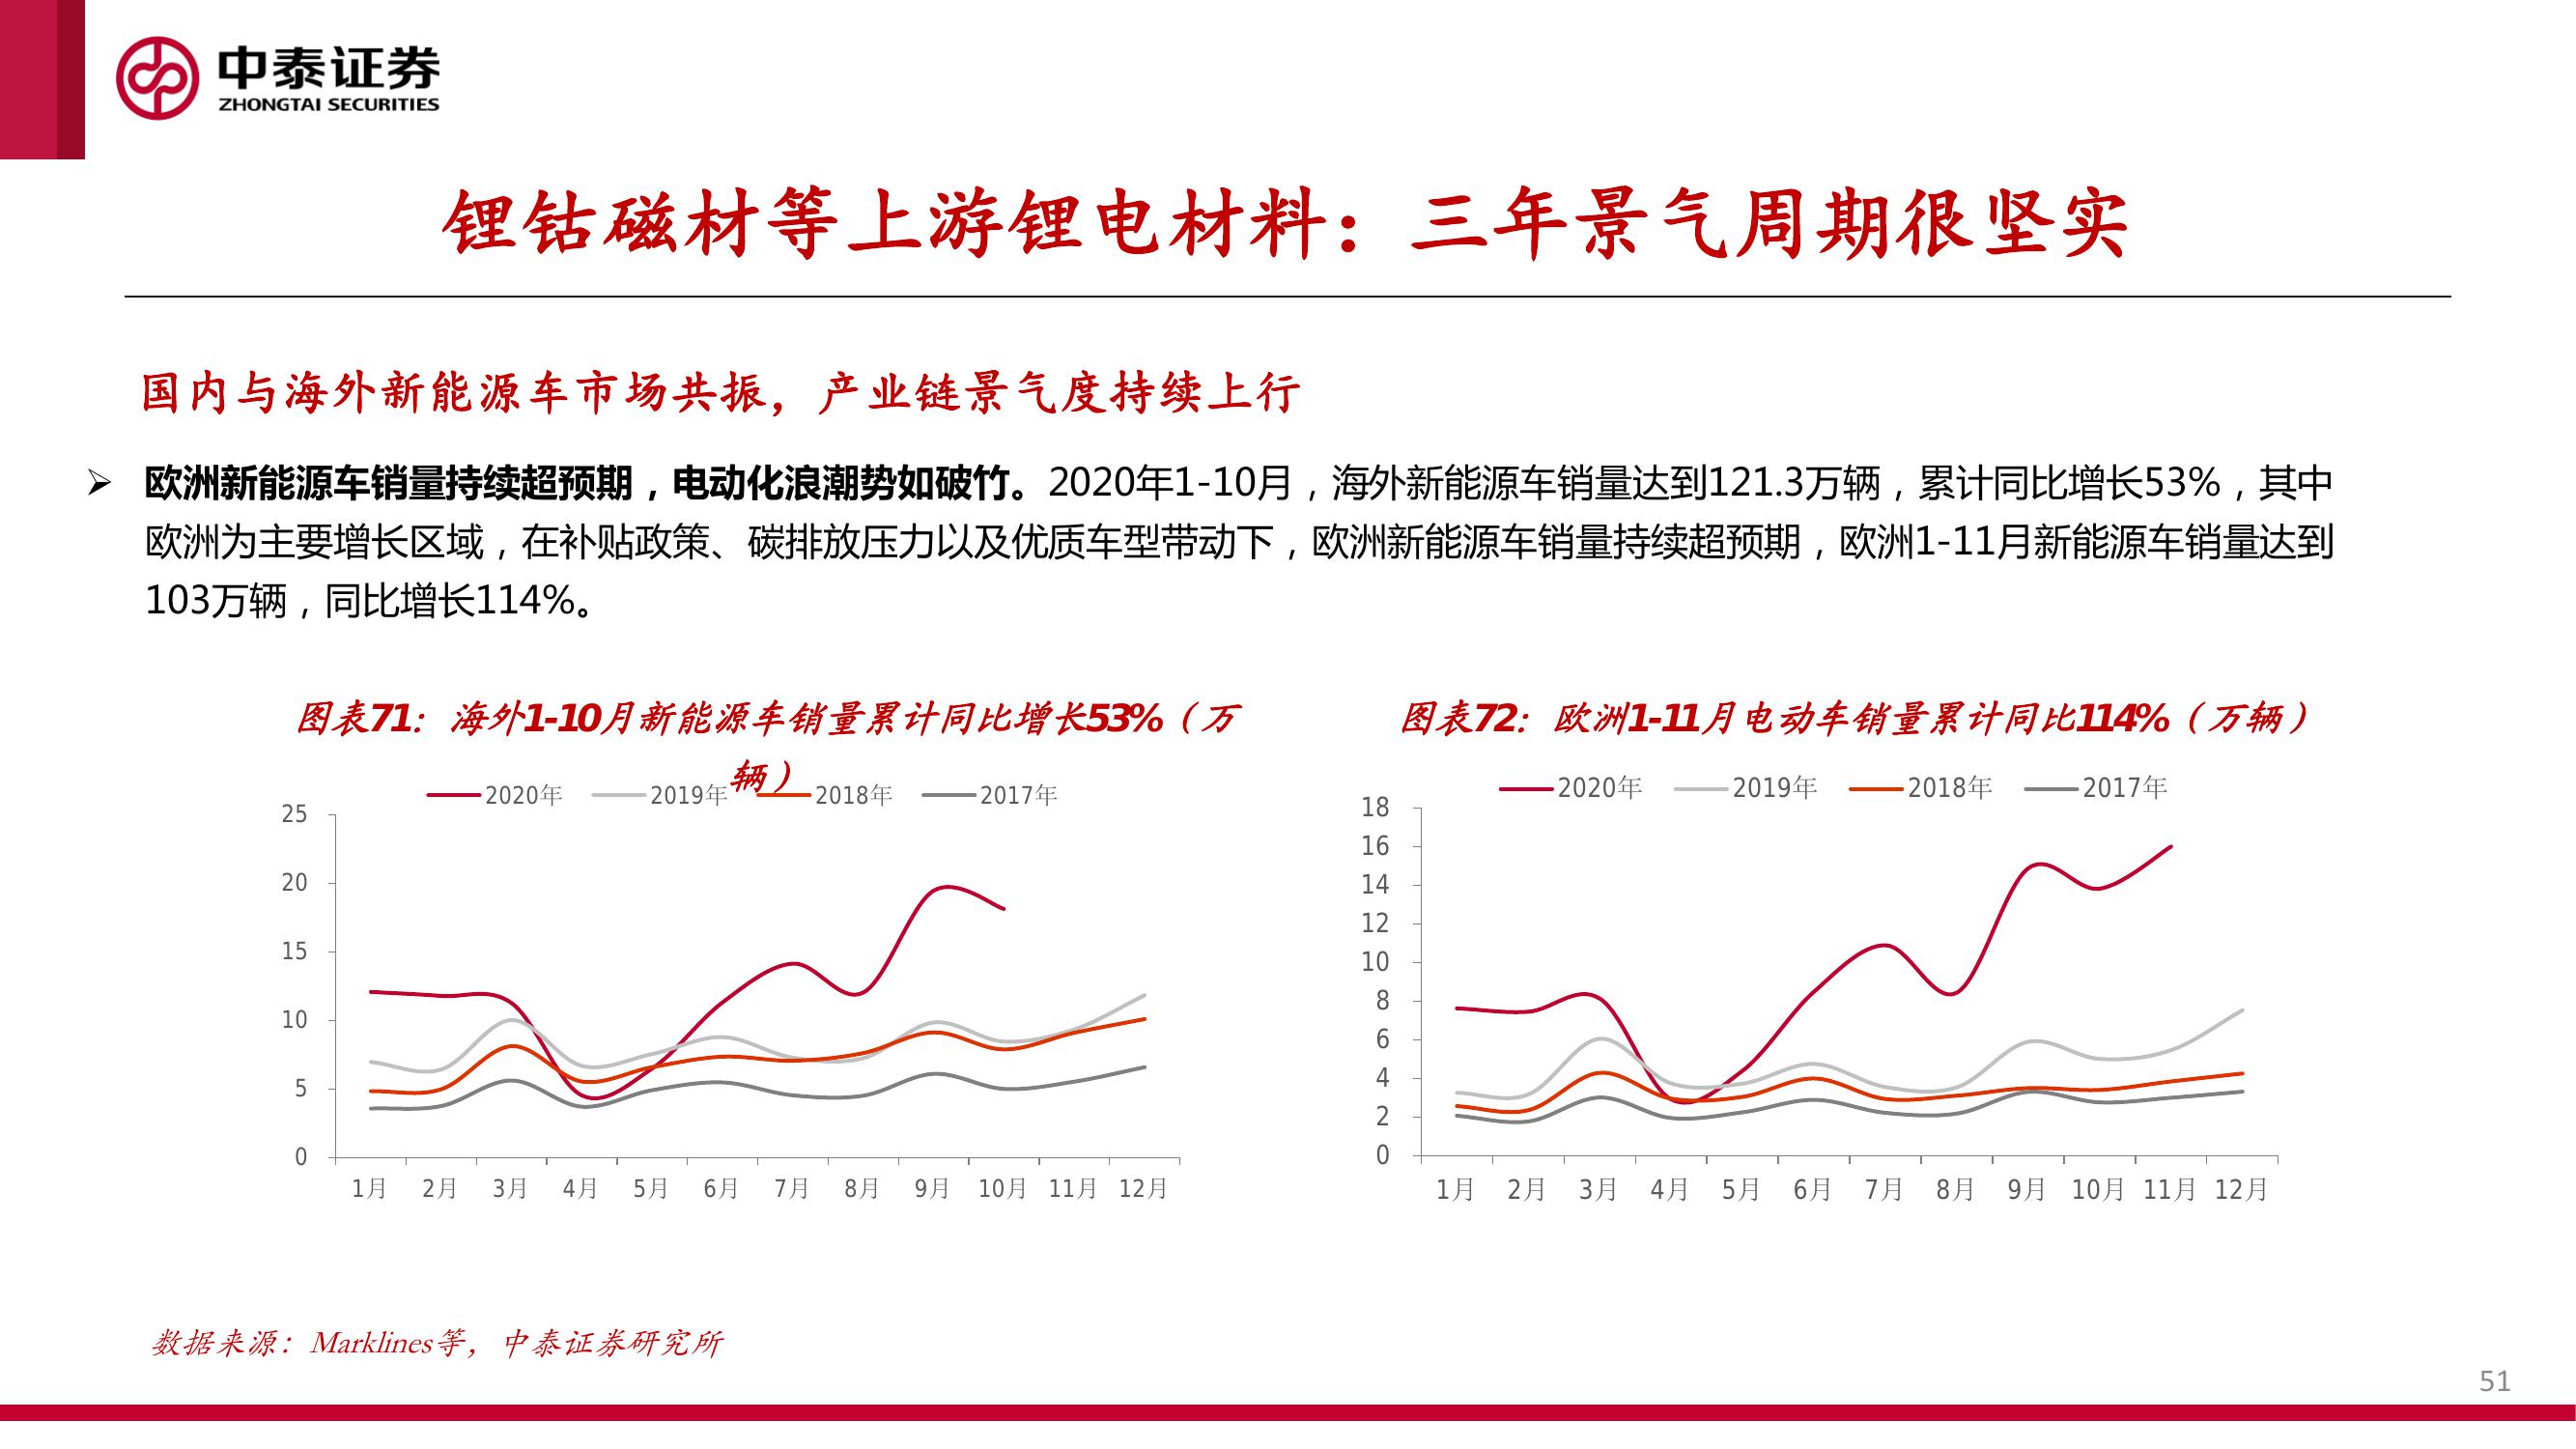 中泰证券
ZHONGTAI SECURITIES
锂钴磁材等上游锂电材料：三年景气周期很坚实
国内与海外新能源车市场共振，产业链景气度持续上行
➢ 欧洲新能源车销量持续超预期，电动化浪潮势如破竹。2020年1-10月，海外新能源车销量达到121.3万辆，累计同比增长53%，其中
欧洲为主要增长区域，在补贴政策、碳排放压力以及优质车型带动下，欧洲新能源车销量持续超预期，欧洲1-11月新能源车销量达到
103万辆，同比增长114%。
图表71：海外1-10月新能源车销量累计同比增长53%（万
辆）
2020年 2019年 2018年 2017年
25
20
15
10
5
0
1月 2月 3月 4月 5月 6月 7月 8月 9月 10月 11月 12月
图表72：欧洲1-11月电动车销量累计同比114%（万辆）
2020年 2019年 2018年 2017年
18
16
14
12
10
8
6
4
2
0
1月 2月 3月 4月 5月 6月 7月 8月 9月 10月 11月 12月
数据来源：Marklines等，中泰证券研究所
51